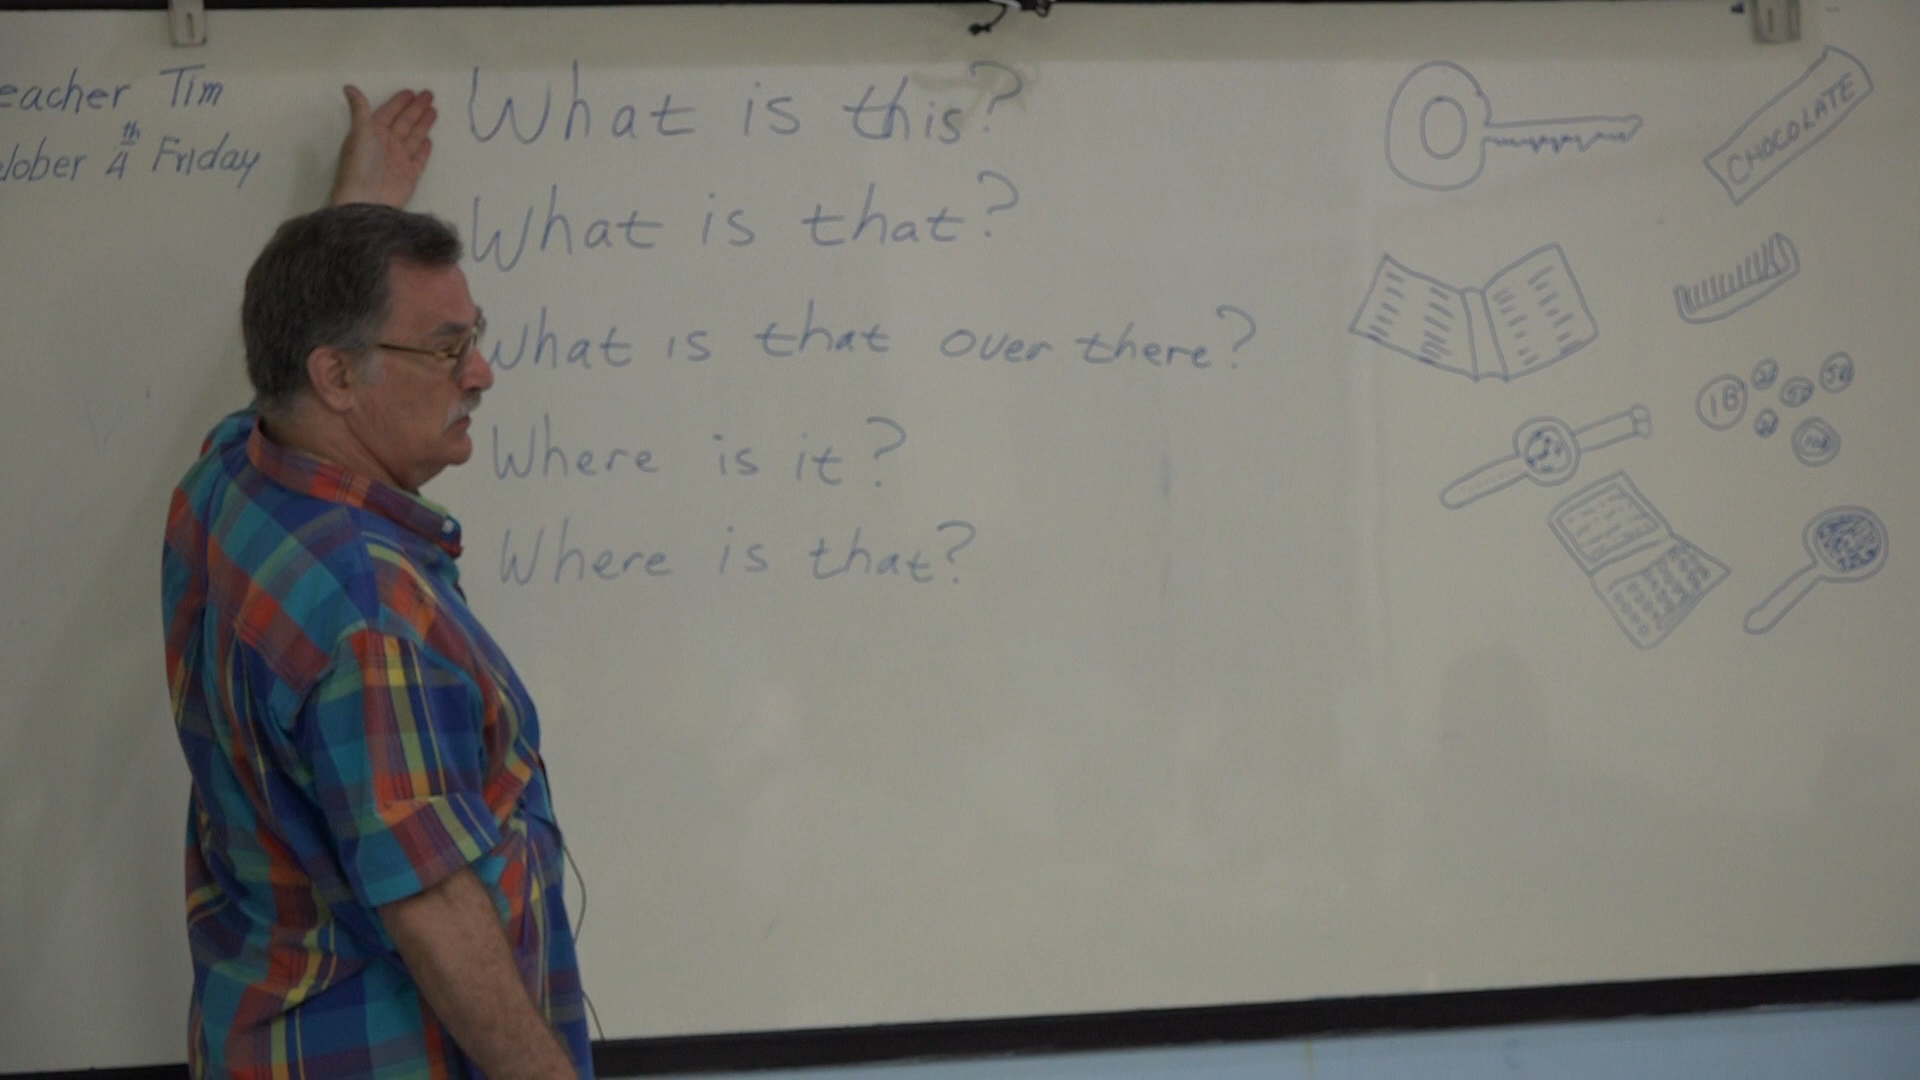 eacher Tim
ober 4th Friday
What is this?
What is that?
What is that over there?
Where is it?
Where is that?
CHOCOLATE
1B